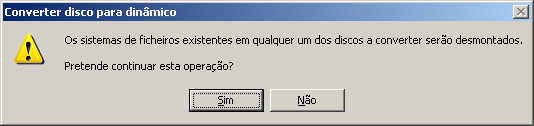 Converter disco para dinâmico
Os sistemas de ficheiros existentes em qualquer um dos discos a converter serão desmontados.
Pretende continuar esta operação?
Sim
Não